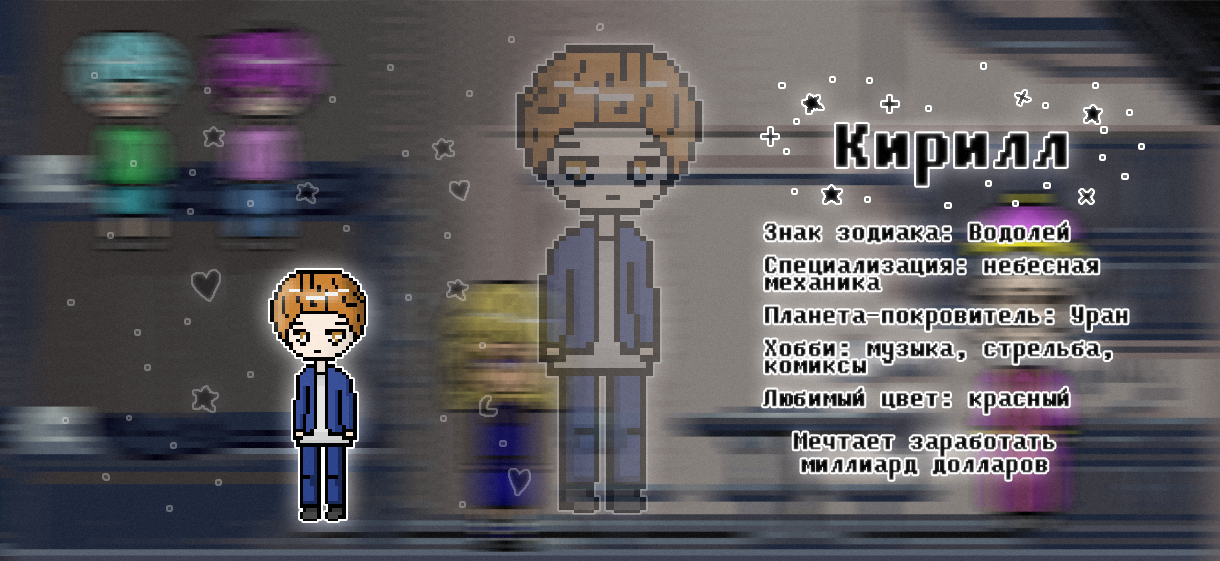 Кирилл
Знак зодиака: Водолей
Специализация: небесная
механика
Планета-покровитель: Уран
Хобби: музыка, стрельба,
комиксы
Любимый цвет: красный
Мечтает заработать
миллиард долларов